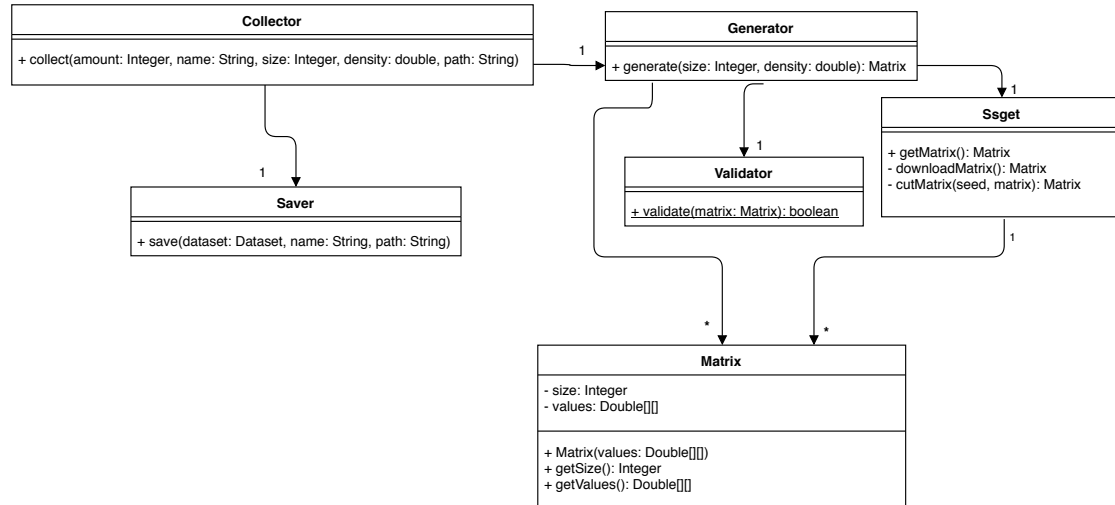 Collector
+ collect(amount: Integer, name: String, size: Integer, density: double, path: String)
1
Generator
+ generate(size: Integer, density: double): Matrix
1
Ssget
+ getMatrix(): Matrix
- downloadMatrix(): Matrix
- cutMatrix(seed, matrix): Matrix
1
Validator
+ validate(matrix: Matrix): boolean
1
Saver
+ save(dataset: Dataset, name: String, path: String)
1
*
*
Matrix
- size: Integer
- values: Double[][]
+ Matrix(values: Double[][])
+ getSize(): Integer
+ getValues(): Double[][]